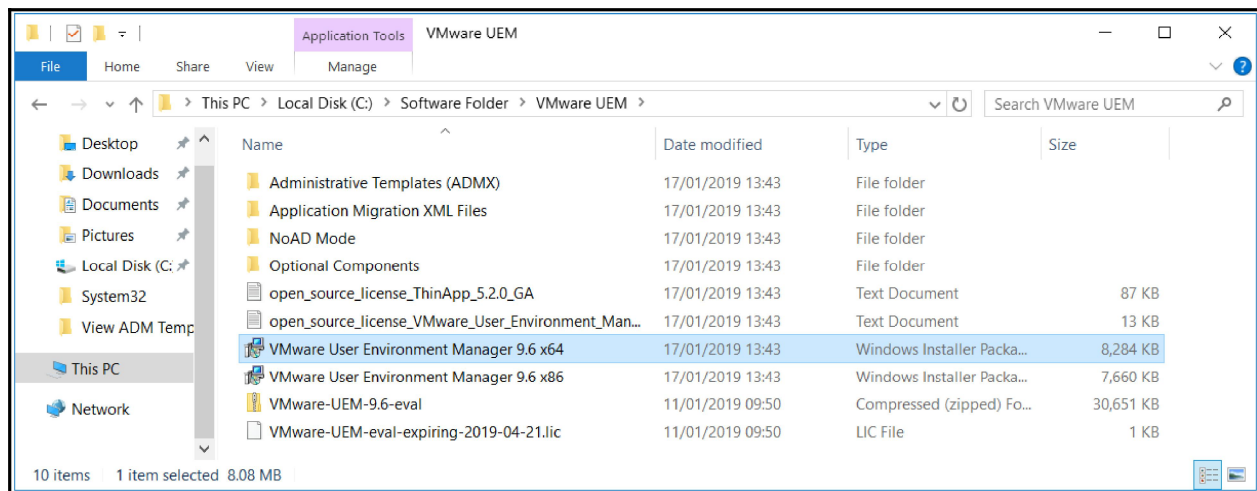 Application Tools VMware UEM
File Home Share View Manage
This PC > Local Disk (C:) > Software Folder > VMware UEM > Search VMware UEM
Desktop
Downloads
Documents
Pictures
Local Disk (C:
System32
View ADM Temp
This PC
Network
Name Date modified Type Size
Administrative Templates (ADMX) 17/01/2019 13:43 File folder
Application Migration XML Files 17/01/2019 13:43 File folder
NoAD Mode 17/01/2019 13:43 File folder
Optional Components 17/01/2019 13:43 File folder
open_source_license_ThinApp_5.2.0_GA 17/01/2019 13:43 Text Document 87 KB
open_source_license_VMware_User_Environment_Man... 17/01/2019 13:43 Text Document 13 KB
VMware User Environment Manager 9.6 x64 17/01/2019 13:43 Windows Installer Packa... 8,284 KB
VMware User Environment Manager 9.6 x86 17/01/2019 13:43 Windows Installer Packa... 7,660 KB
VMware-UEM-9.6-eval 11/01/2019 09:50 Compressed (zipped) Fo... 30,651 KB
VMware-UEM-eval-expiring-2019-04-21.lic 11/01/2019 09:50 LIC File 1 KB
10 items 1 item selected 8.08 MB